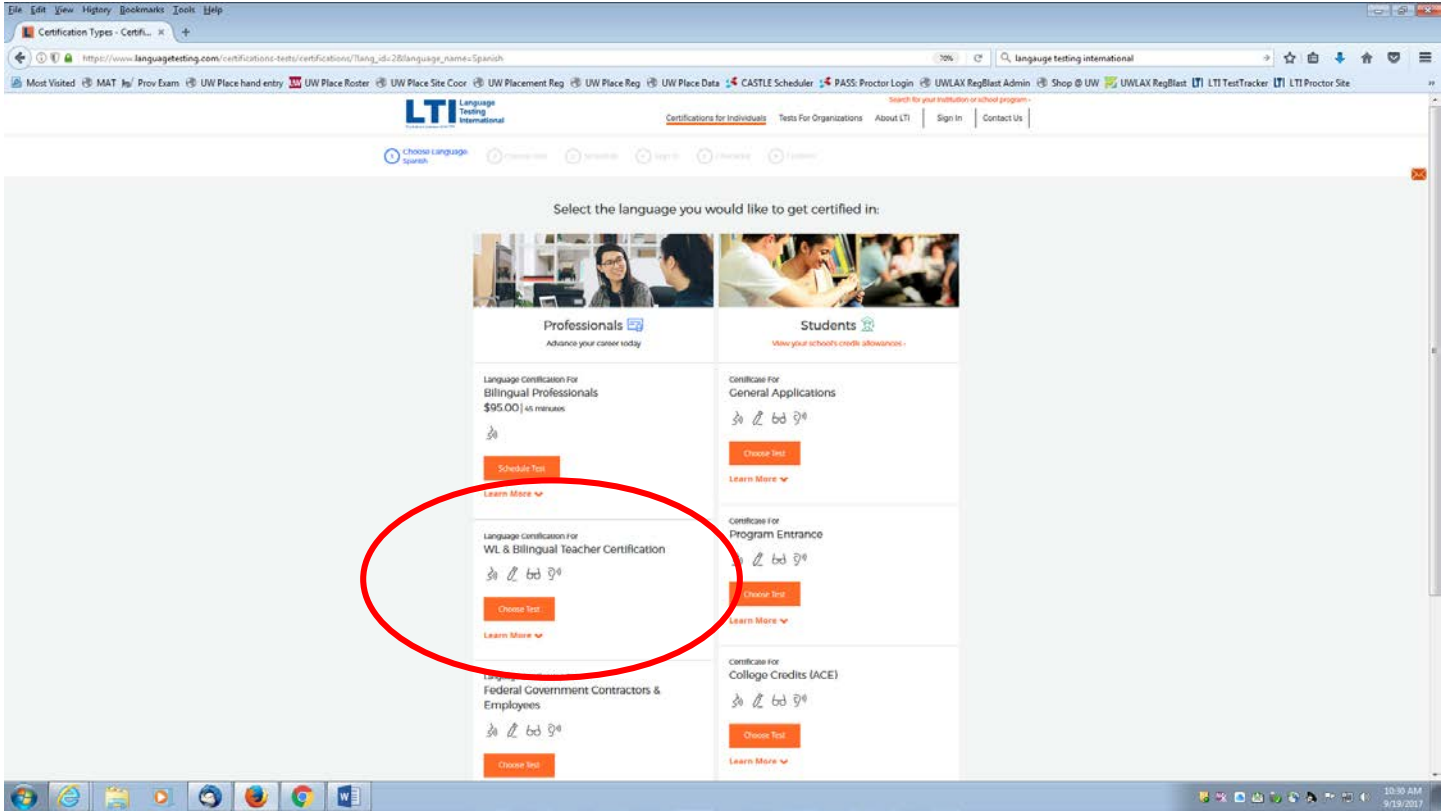 File Edit View History Bookmarks Tools Help
Certification Types - Certifi... × +
https://www.languagetesting.com/certifications-tests/certifications/?lang_id=28&language_name=Spanish 70% langauge testing international
Most Visited MAT Prov Exam UW Place hand entry UW Place Roster UW Place Site Coor UW Placement Reg UW Place Reg UW Place Data CASTLE Scheduler PASS: Proctor Login UWLAX RegBlast Admin Shop @ UW UWLAX RegBlast LTI TestTracker LTI Proctor Site
Search for your institution or school program ›
LTI Language Testing International
Certifications for Individuals Tests For Organizations About LTI Sign In Contact Us
1 Choose Language Spanish
Select the language you would like to get certified in:
Professionals
Advance your career today
Language Certification For
Bilingual Professionals
$95.00 | 45 minutes
Schedule Test
Learn More
Language Certification For
WL & Bilingual Teacher Certification
Choose Test
Learn More
Federal Government Contractors &
Employees
Choose Test
Students
View your school's credit allowances ›
Certificate For
General Applications
Choose Test
Learn More
Certificate For
Program Entrance
Choose Test
Learn More
Certificate For
College Credits (ACE)
Choose Test
Learn More
10:30 AM
9/19/2017